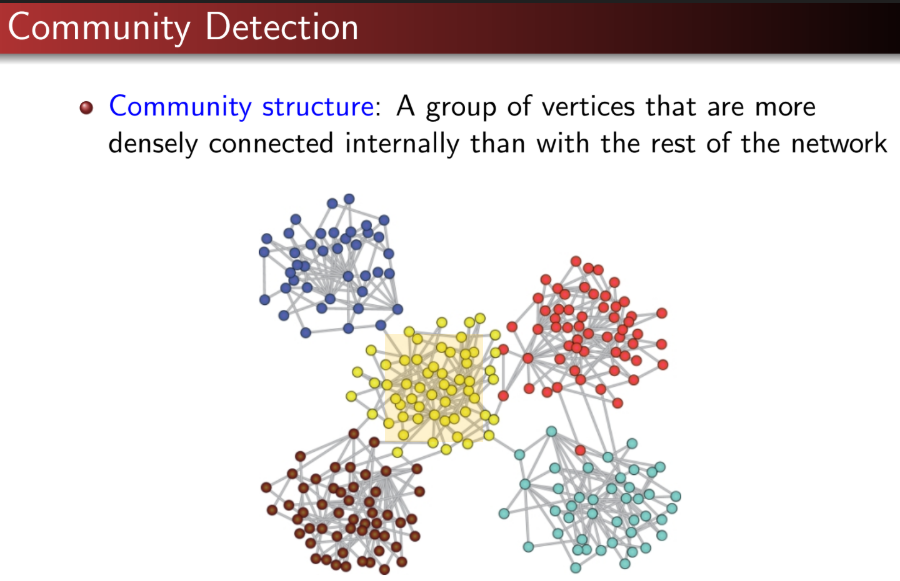 Community Detection
Community structure: A group of vertices that are more
densely connected internally than with the rest of the network